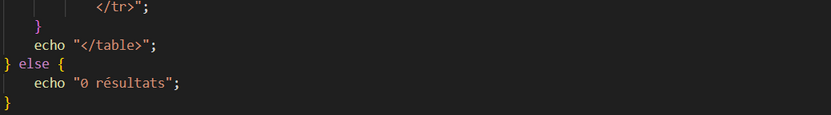 </tr>";
}
echo "</table>";
} else {
echo "0 résultats";
}